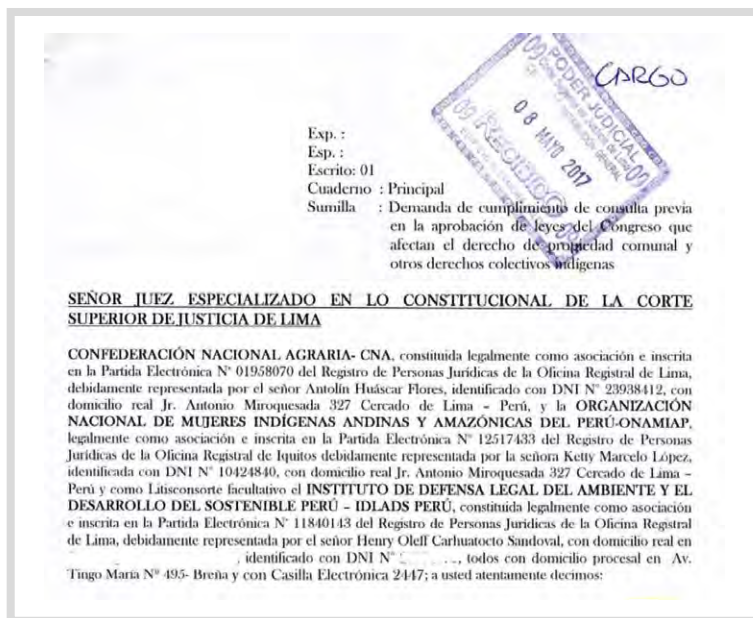 CARGO
PODER JUDICIAL
08 MAYO 2017
RECIBIDO
Exp. :
Esp. :
Escrito: 01
Cuaderno : Principal
Sumilla : Demanda de cumplimiento de consulta previa
en la aprobación de leyes del Congreso que
afectan el derecho de propiedad comunal y
otros derechos colectivos indígenas
SEÑOR JUEZ ESPECIALIZADO EN LO CONSTITUCIONAL DE LA CORTE
SUPERIOR DE JUSTICIA DE LIMA
CONFEDERACIÓN NACIONAL AGRARIA- CNA, constituida legalmente como asociación e inscrita
en la Partida Electrónica N° 01958070 del Registro de Personas Jurídicas de la Oficina Registral de Lima,
debidamente representada por el señor Antolín Huáscar Flores, identificado con DNI N° 23938412, con
domicilio real Jr. Antonio Miroquesada 327 Cercado de Lima – Perú, y la ORGANIZACIÓN
NACIONAL DE MUJERES INDÍGENAS ANDINAS Y AMAZÓNICAS DEL PERÚ-ONAMIAP,
legalmente como asociación e inscrita en la Partida Electrónica N° 12517433 del Registro de Personas
Jurídicas de la Oficina Registral de Iquitos debidamente representada por la señora Ketty Marcelo López,
identificada con DNI N° 10424840, con domicilio real Jr. Antonio Miroquesada 327 Cercado de Lima –
Perú y como Litisconsorte facultativo el INSTITUTO DE DEFENSA LEGAL DEL AMBIENTE Y EL
DESARROLLO DEL SOSTENIBLE PERÚ – IDLADS PERÚ, constituida legalmente como asociación
e inscrita en la Partida Electrónica N° 11840143 del Registro de Personas Jurídicas de la Oficina Registral
de Lima, debidamente representada por el señor Henry Oleff Carhuatocto Sandoval, con domicilio real en
, identificado con DNI N° , todos con domicilio procesal en Av.
Tingo María N° 495- Breña y con Casilla Electrónica 2447; a usted atentamente decimos: